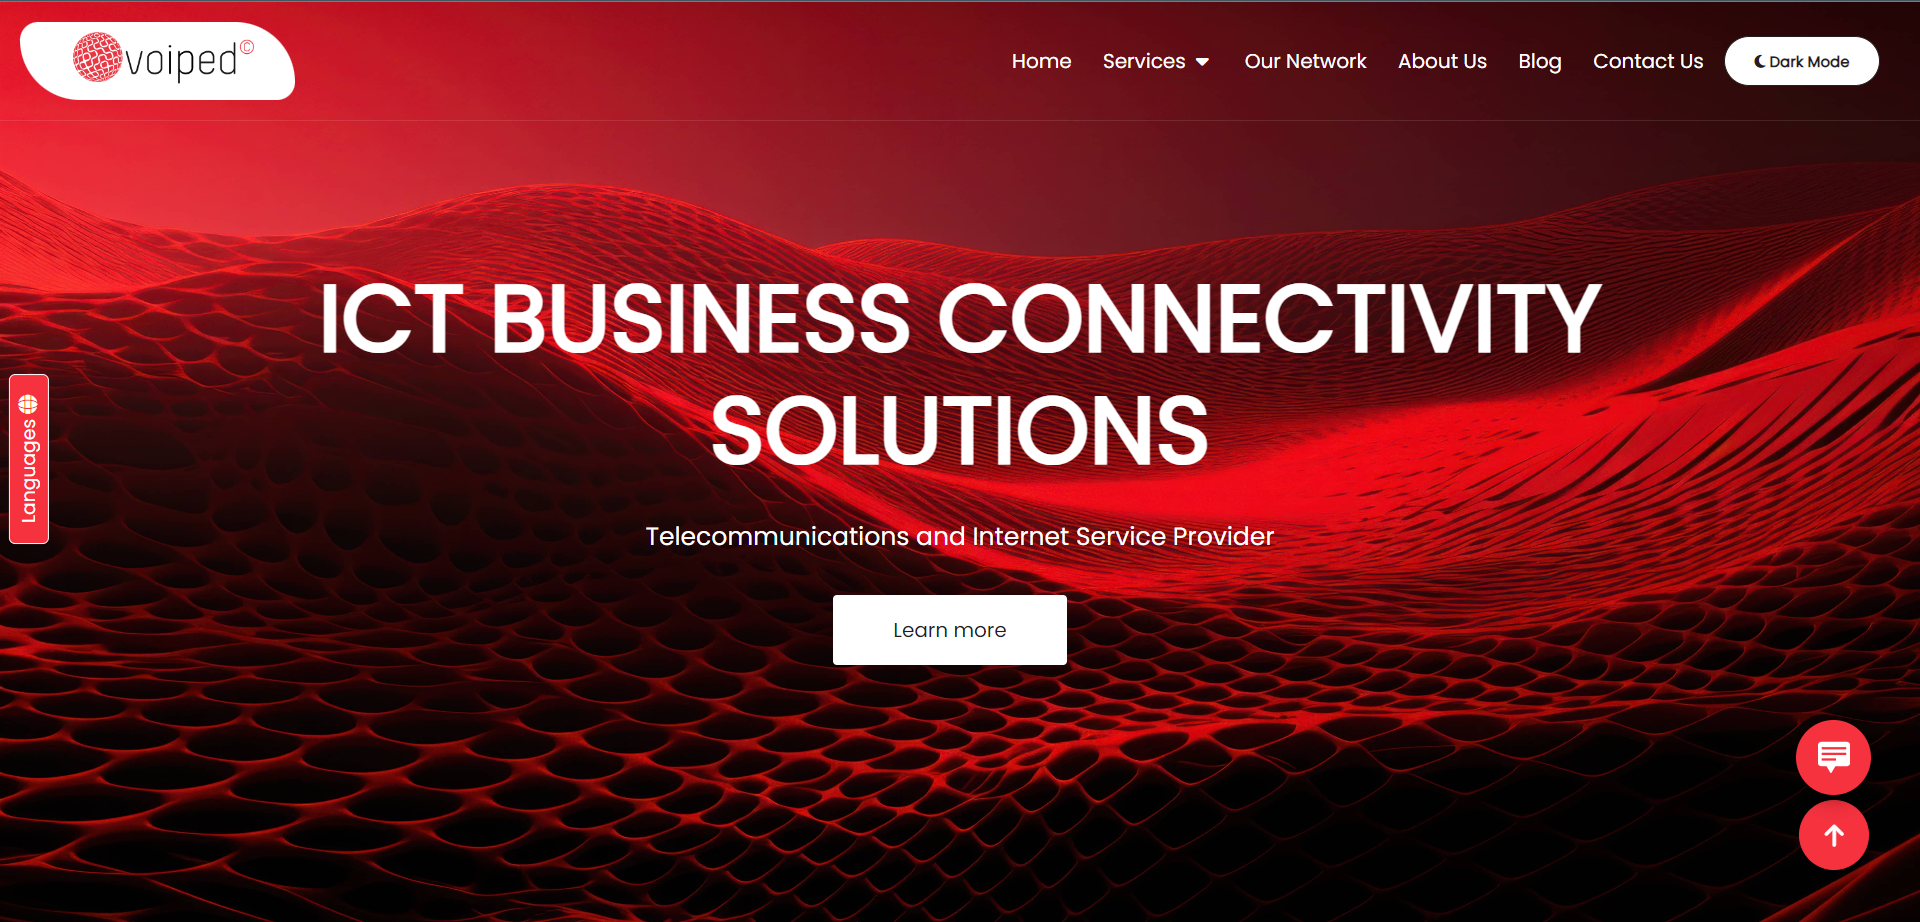 voiped©
Home Services Our Network About Us Blog Contact Us Dark Mode
ICT BUSINESS CONNECTIVITY
SOLUTIONS
Languages
Telecommunications and Internet Service Provider
Learn more